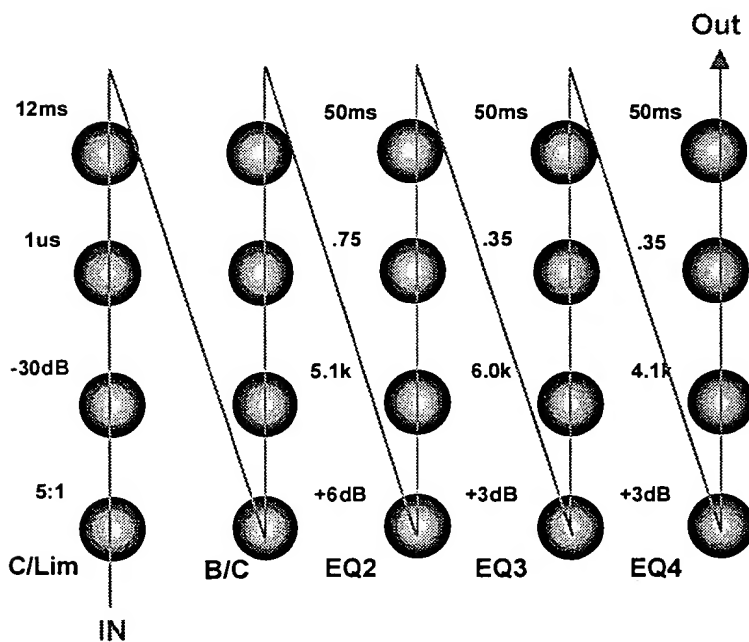 Out
12ms 50ms 50ms 50ms
1us .75 .35 .35
-30dB 5.1k 6.0k 4.1k
5:1 +6dB +3dB +3dB
C/Lim B/C EQ2 EQ3 EQ4
IN